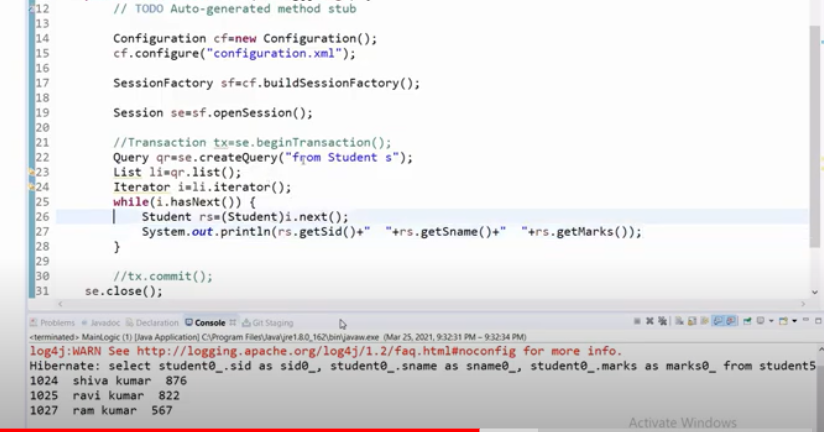 12 // TODO Auto-generated method stub
13
14 Configuration cf=new Configuration();
15 cf.configure("configuration.xml");
16
17 SessionFactory sf=cf.buildSessionFactory();
18
19 Session se=sf.openSession();
20
21 //Transaction tx=se.beginTransaction();
22 Query qr=se.createQuery("from Student s");
23 List li=qr.list();
24 Iterator i=li.iterator();
25 while(i.hasNext()) {
26 Student rs=(Student)i.next();
27 System.out.println(rs.getSid()+"  "+rs.getSname()+"  "+rs.getMarks());
28 }
29
30 //tx.commit();
31 se.close();
Problems Javadoc Declaration Console Git Staging
<terminated> MainLogic (1) [Java Application] C:\Program Files\Java\jre1.8.0_162\bin\javaw.exe (Mar 25, 2021, 9:32:31 PM – 9:32:34 PM)
log4j:WARN See http://logging.apache.org/log4j/1.2/faq.html#noconfig for more info.
Hibernate: select student0_.sid as sid0_, student0_.sname as sname0_, student0_.marks as marks0_ from student5
1024 shiva kumar 876
1025 ravi kumar 822
1027 ram kumar 567
Activate Windows